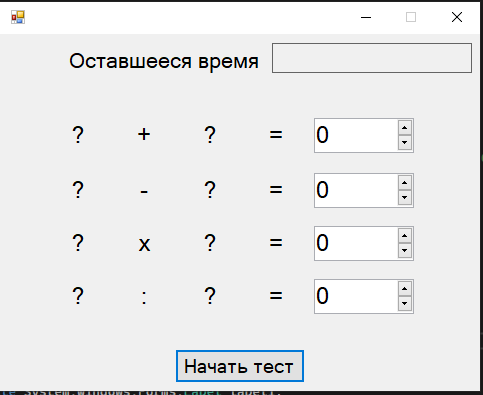 Оставшееся время
? + ? = 0
? - ? = 0
? x ? = 0
? : ? = 0
Начать тест